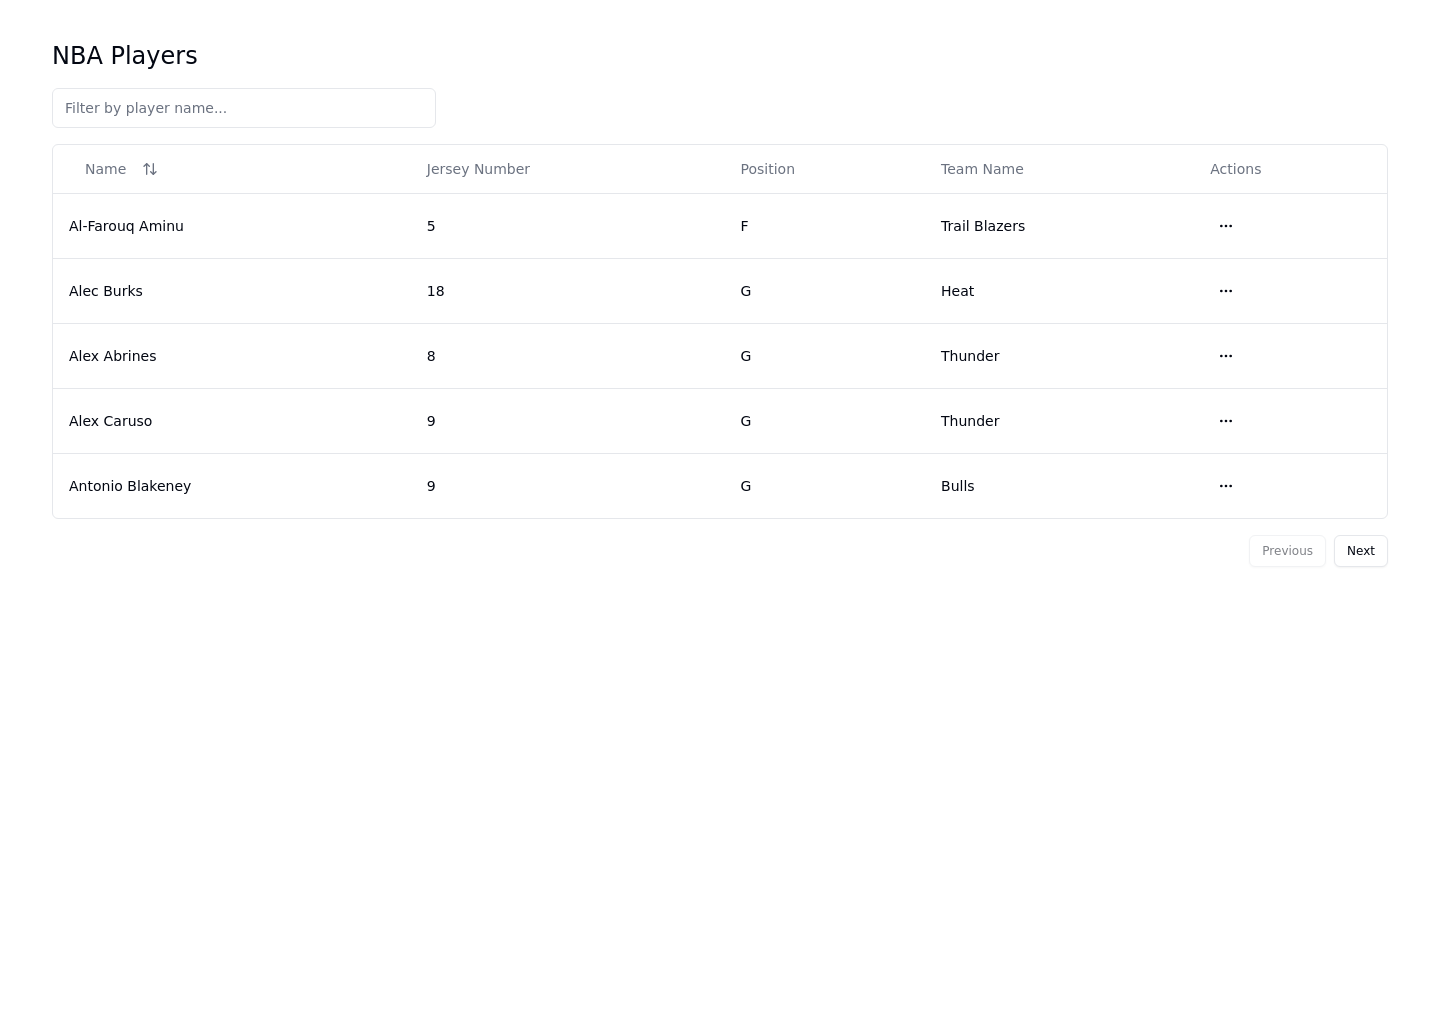 NBA Players
Filter by player name...
Name Jersey Number Position Team Name Actions
Al-Farouq Aminu 5 F Trail Blazers
Alec Burks 18 G Heat
Alex Abrines 8 G Thunder
Alex Caruso 9 G Thunder
Antonio Blakeney 9 G Bulls
Previous Next